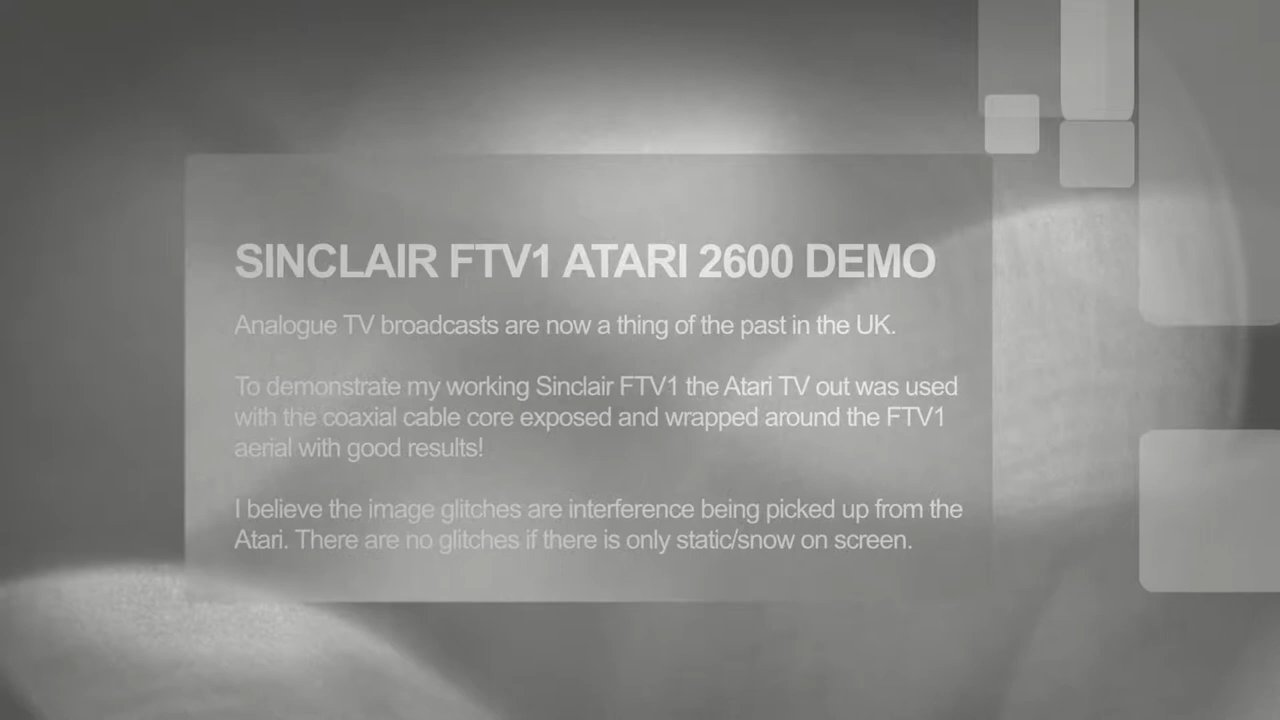 SINCLAIR FTV1 ATARI 2600 DEMO
Analogue TV broadcasts are now a thing of the past in the UK.
To demonstrate my working Sinclair FTV1 the Atari TV out was used
with the coaxial cable core exposed and wrapped around the FTV1
aerial with good results!
I believe the image glitches are interference being picked up from the
Atari. There are no glitches if there is only static/snow on screen.